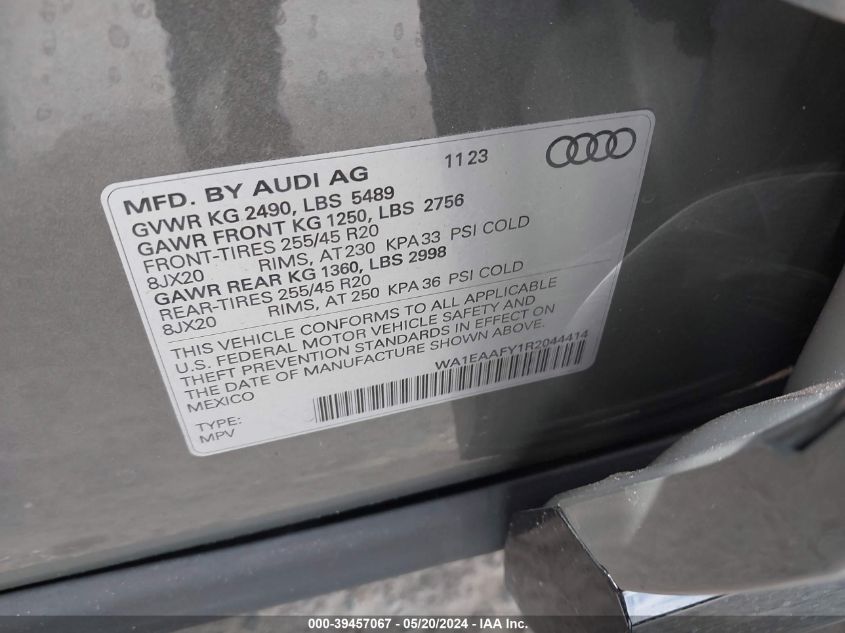 MFD. BY AUDI AG 11 23
GVWR KG 2490, LBS 5489
GAWR FRONT KG 1250, LBS 2756
FRONT-TIRES 255/45 R20
8JX20 RIMS, AT 230 KPA 33 PSI COLD
GAWR REAR KG 1360, LBS 2998
REAR-TIRES 255/45 R20
8JX20 RIMS, AT 250 KPA 36 PSI COLD
THIS VEHICLE CONFORMS TO ALL APPLICABLE
U.S. FEDERAL MOTOR VEHICLE SAFETY AND
THEFT PREVENTION STANDARDS IN EFFECT ON
THE DATE OF MANUFACTURE SHOWN ABOVE.
MEXICO WA1EAAFY1R2044414
TYPE:
MPV
000-39457067 - 05/20/2024 - IAA Inc.